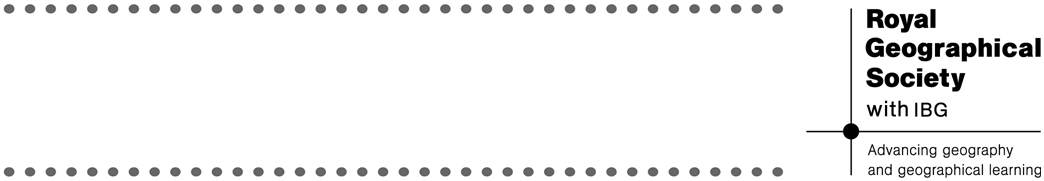 Royal
Geographical
Society
with IBG
Advancing geography
and geographical learning